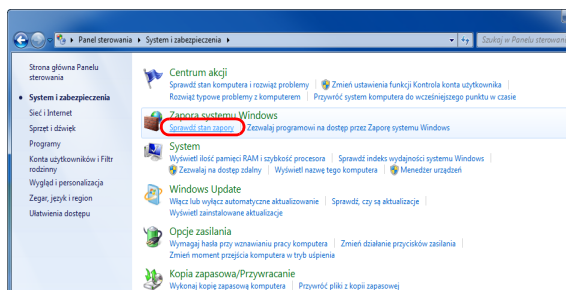 Panel sterowania ▸ System i zabezpieczenia ▸
Szukaj w Panelu sterowania
Strona główna Panelu
sterowania
System i zabezpieczenia
Sieć i Internet
Sprzęt i dźwięk
Programy
Konta użytkowników i Filtr
rodzinny
Wygląd i personalizacja
Zegar, język i region
Ułatwienia dostępu
Centrum akcji
Sprawdź stan komputera i rozwiąż problemy
Zmień ustawienia funkcji Kontrola konta użytkownika
Rozwiąż typowe problemy z komputerem
Przywróć system komputera do wcześniejszego punktu w czasie
Zapora systemu Windows
Sprawdź stan zapory
Zezwalaj programowi na dostęp przez Zaporę systemu Windows
System
Wyświetl ilość pamięci RAM i szybkość procesora
Sprawdź indeks wydajności systemu Windows
Zezwalaj na dostęp zdalny
Wyświetl nazwę tego komputera
Menedżer urządzeń
Windows Update
Włącz lub wyłącz automatyczne aktualizowanie
Sprawdź, czy są aktualizacje
Wyświetl zainstalowane aktualizacje
Opcje zasilania
Wymagaj hasła przy wznawianiu pracy komputera
Zmień działanie przycisków zasilania
Zmień moment przejścia komputera w tryb uśpienia
Kopia zapasowa/Przywracanie
Wykonaj kopię zapasową komputera
Przywróć pliki z kopii zapasowej